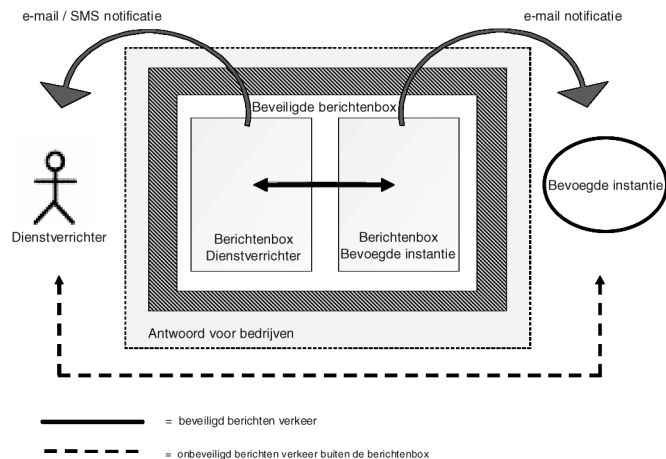 e-mail / SMS notificatie
e-mail notificatie
Beveiligde berichtenbox
Dienstverrichter
Berichtenbox
Dienstverrichter
Berichtenbox
Bevoegde instantie
Bevoegde instantie
Antwoord voor bedrijven
= beveiligd berichten verkeer
= onbeveiligd berichten verkeer buiten de berichtenbox